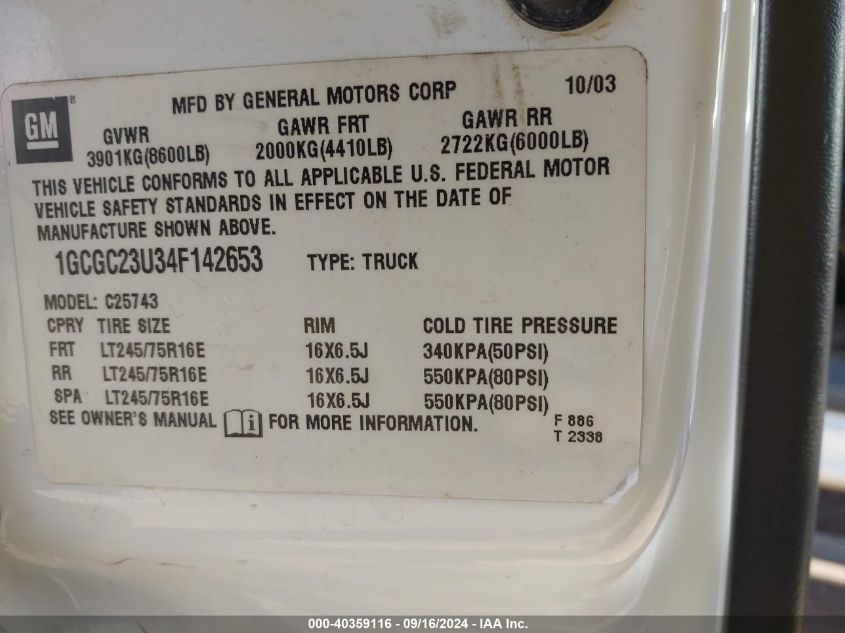 MFD BY GENERAL MOTORS CORP 10/03
GM ®
GVWR GAWR FRT GAWR RR
3901KG(8600LB) 2000KG(4410LB) 2722KG(6000LB)
THIS VEHICLE CONFORMS TO ALL APPLICABLE U.S. FEDERAL MOTOR
VEHICLE SAFETY STANDARDS IN EFFECT ON THE DATE OF
MANUFACTURE SHOWN ABOVE.
1GCGC23U34F142653 TYPE: TRUCK
MODEL: C25743
CPRY TIRE SIZE RIM COLD TIRE PRESSURE
FRT LT245/75R16E 16X6.5J 340KPA(50PSI)
RR LT245/75R16E 16X6.5J 550KPA(80PSI)
SPA LT245/75R16E 16X6.5J 550KPA(80PSI)
SEE OWNER'S MANUAL i FOR MORE INFORMATION.
F 886
T 2338
000-40359116 - 09/16/2024 - IAA Inc.